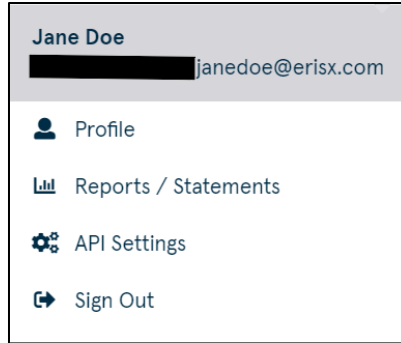 Jane Doe
janedoe@erisx.com
Profile
Reports / Statements
API Settings
Sign Out